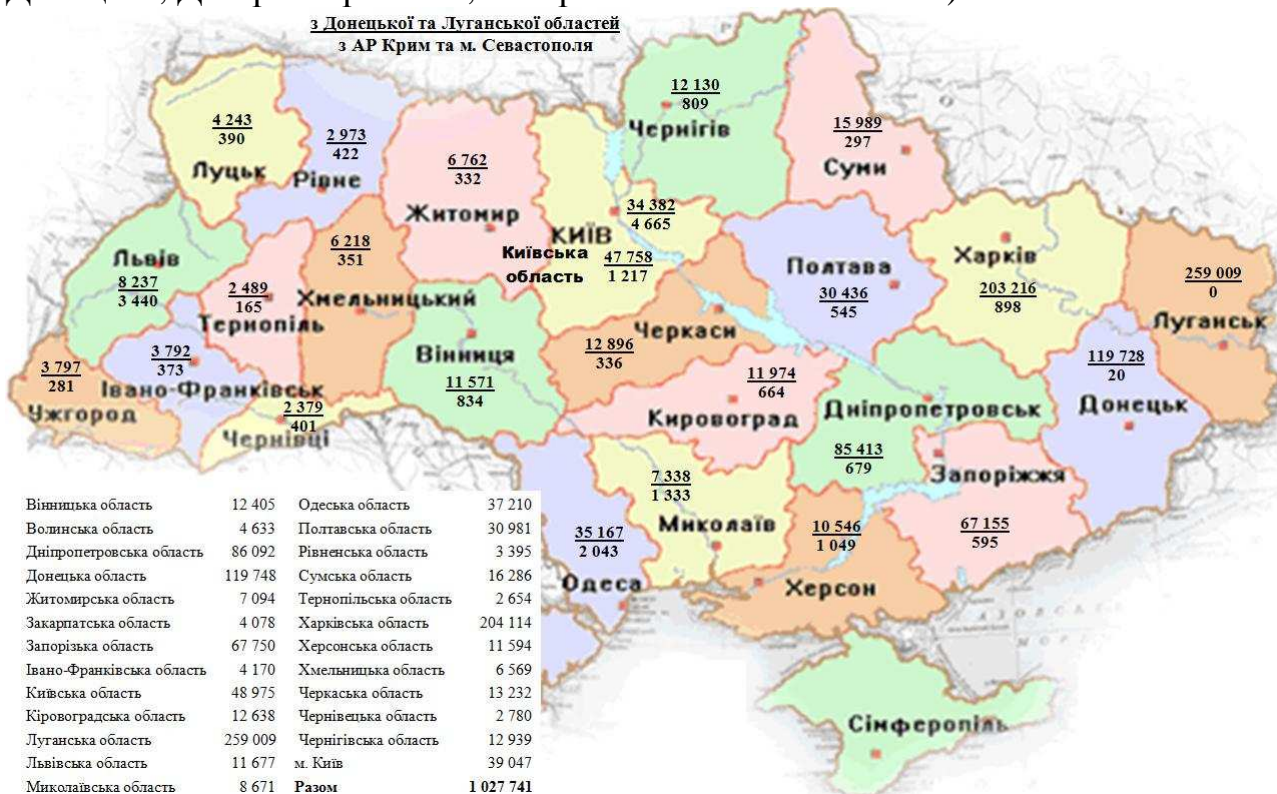 з Донецької та Луганської областей
з АР Крим та м. Севастополя
12 130
809
Чернігів
15 989
297
Суми
4 243
390
Луцьк
2 973
422
Рівне
6 762
332
Житомир
34 382
4 665
КИЇВ
Київська
область
47 758
1 217
Львів
8 237
3 440
6 218
351
Хмельницький
2 489
165
Тернопіль
Полтава
30 436
545
Харків
203 216
898
259 009
0
Луганськ
3 797
281
Ужгород
3 792
373
Івано-Франківськ
2 379
401
Чернівці
Вінниця
11 571
834
Черкаси
12 896
336
11 974
664
Кировоград
Дніпропетровськ
85 413
679
119 728
20
Донецьк
Запоріжжя
67 155
595
7 338
1 333
Миколаїв
35 167
2 043
Одеса
10 546
1 049
Херсон
АЗОВСЬКЕ
МОРЕ
Сімферопіль
Вінницька область 12 405 Одеська область 37 210
Волинська область 4 633 Полтавська область 30 981
Дніпропетровська область 86 092 Рівненська область 3 395
Донецька область 119 748 Сумська область 16 286
Житомирська область 7 094 Тернопільська область 2 654
Закарпатська область 4 078 Харківська область 204 114
Запорізька область 67 750 Херсонська область 11 594
Івано-Франківська область 4 170 Хмельницька область 6 569
Київська область 48 975 Черкаська область 13 232
Кіровоградська область 12 638 Чернівецька область 2 780
Луганська область 259 009 Чернігівська область 12 939
Львівська область 11 677 м. Київ 39 047
Миколаївська область 8 671 Разом 1 027 741